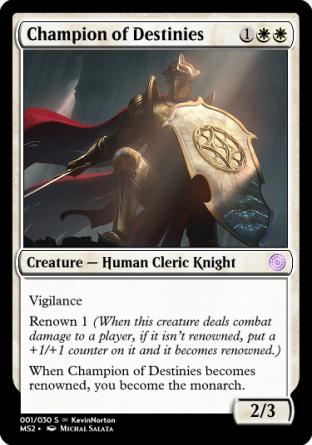 Champion of Destinies 1
Creature — Human Cleric Knight
Vigilance
Renown 1 (When this creature deals combat
damage to a player, if it isn't renowned, put a
+1/+1 counter on it and it becomes renowned.)
When Champion of Destinies becomes
renowned, you become the monarch.
2/3
001/030 S ∞ KevinNorton
MS2 • Michal Salata